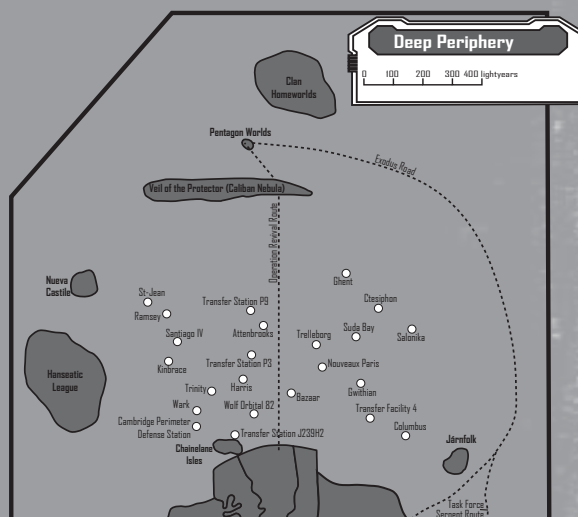 Deep Periphery
0 100 200 300 400 lightyears
Clan
Homeworlds
Pentagon Worlds
Exodus Road
Veil of the Protector (Caliban Nebula)
Operation Revival Route
Nueva
Castile
St-Jean
Ramsey
Transfer Station P9
Ghent
Ctesiphon
Santiago IV
Attenbrooks
Trelleborg
Suda Bay
Salonika
Hanseatic
League
Kinbrace
Transfer Station P3
Nouveaux Paris
Trinity
Harris
Bazaar
Gwithian
Wark
Wolf Orbital 82
Transfer Facility 4
Cambridge Perimeter
Defense Station
Transfer Station J239H2
Columbus
Chainelane
Isles
Järnfolk
Task Force
Serpent Route